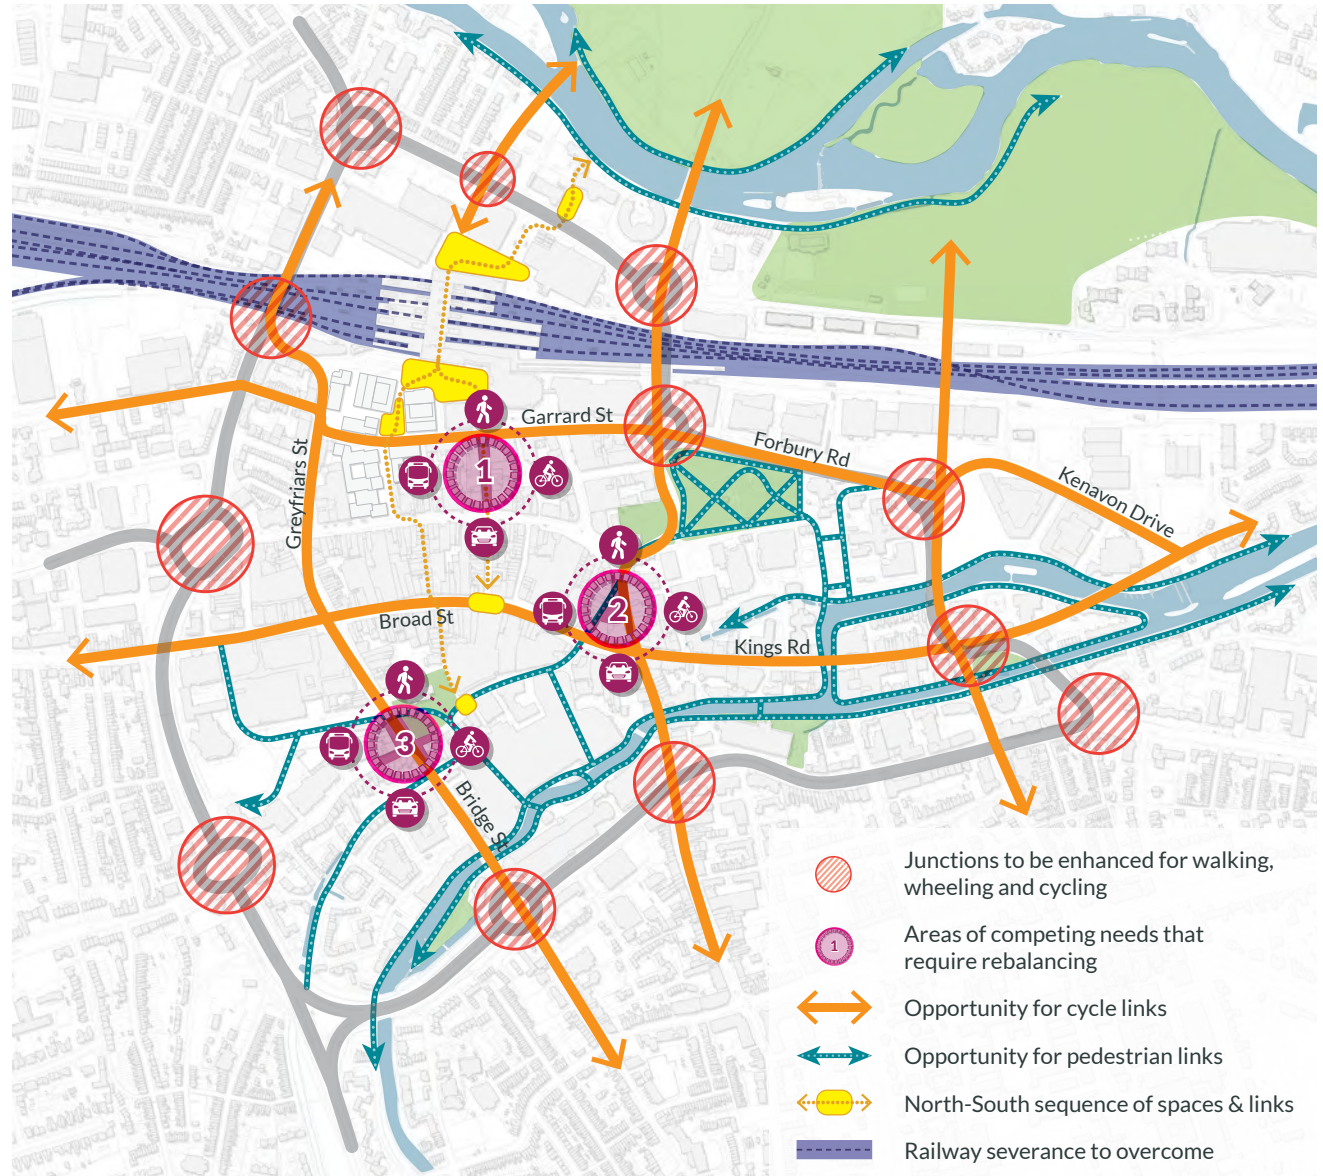 Garrard St
Forbury Rd
Kenavon Drive
Greyfriars St
1
2
Broad St
Kings Rd
3
Bridge St
Junctions to be enhanced for walking,
wheeling and cycling
1
Areas of competing needs that
require rebalancing
Opportunity for cycle links
Opportunity for pedestrian links
North-South sequence of spaces & links
Railway severance to overcome